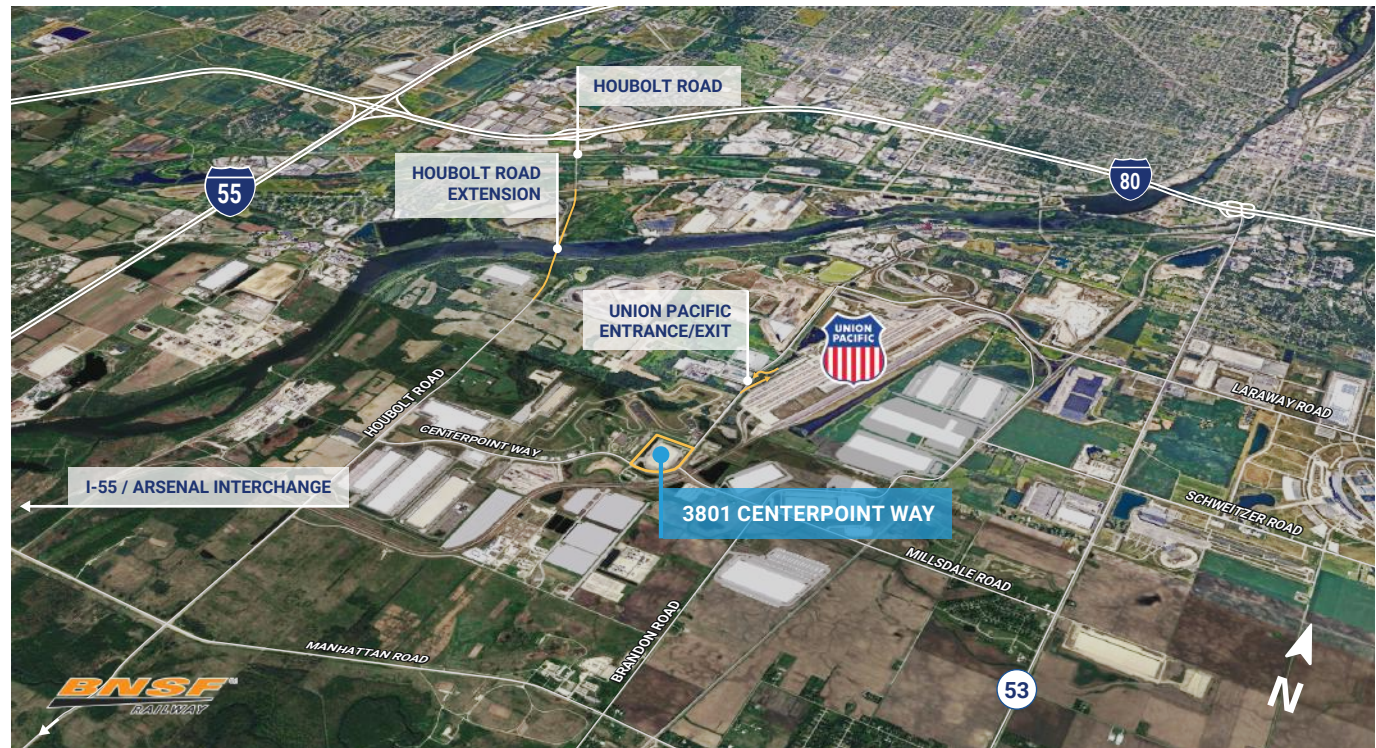 HOUBOLT ROAD
HOUBOLT ROAD
EXTENSION
55
80
UNION PACIFIC
ENTRANCE/EXIT
UNION
PACIFIC
HOUBOLT ROAD
LARAWAY ROAD
CENTERPOINT WAY
I-55 / ARSENAL INTERCHANGE
3801 CENTERPOINT WAY
SCHWEITZER ROAD
MILLSDALE ROAD
BRANDON ROAD
MANHATTAN ROAD
BNSF
RAILWAY
53
N